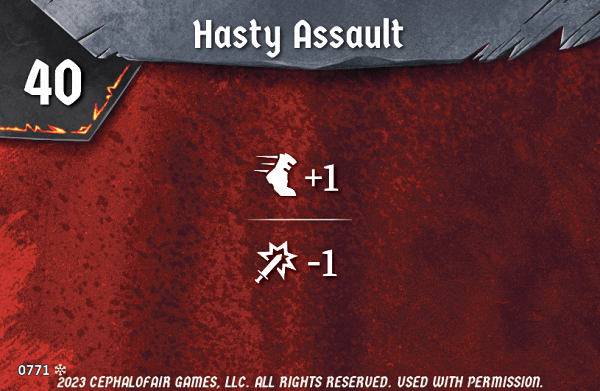 Hasty Assault
40
+1
-1
0771
2023 CEPHALOFAIR GAMES, LLC. ALL RIGHTS RESERVED. USED WITH PERMISSION.